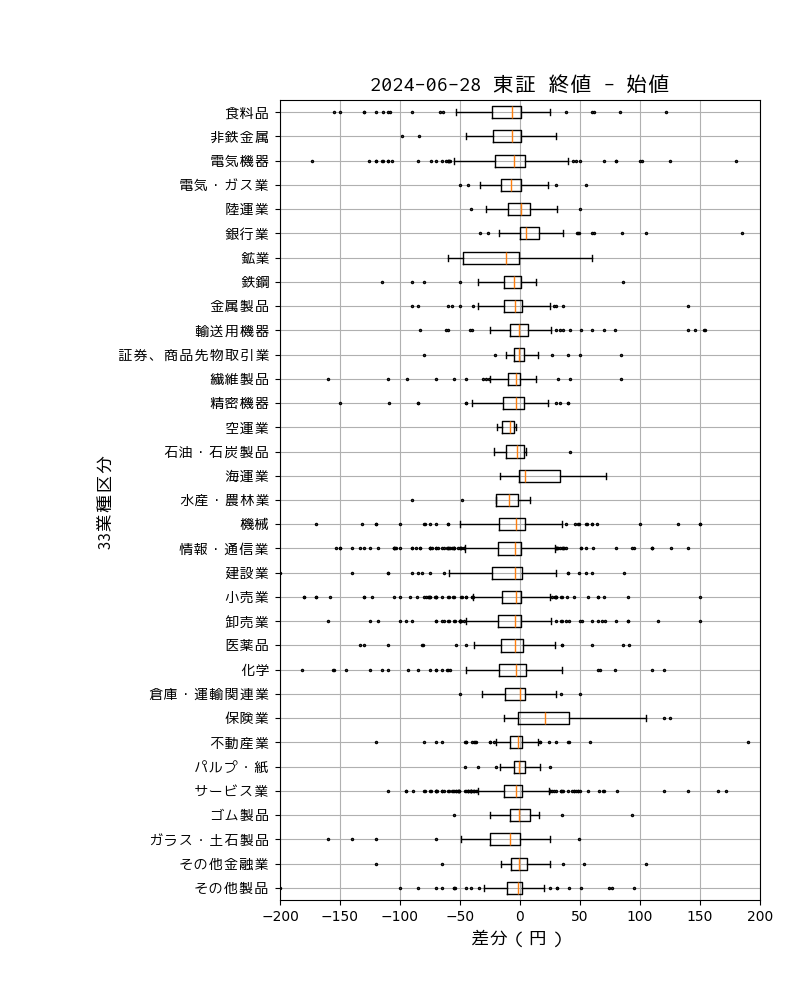 2024-06-28 東証 終値 - 始値
食料品
非鉄金属
電気機器
電気・ガス業
陸運業
銀行業
鉱業
鉄鋼
金属製品
輸送用機器
証券、商品先物取引業
繊維製品
精密機器
空運業
石油・石炭製品
海運業
水産・農林業
機械
情報・通信業
建設業
小売業
卸売業
医薬品
化学
倉庫・運輸関連業
保険業
不動産業
パルプ・紙
サービス業
ゴム製品
ガラス・土石製品
その他金融業
その他製品
33業種区分
−200 −150 −100 −50 0 50 100 150 200
差分（円）